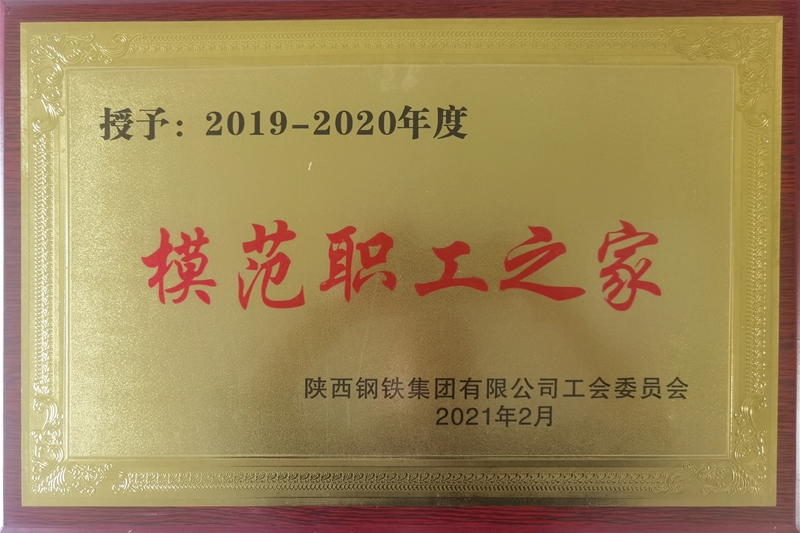 授予：2019-2020年度
模范职工之家
陕西钢铁集团有限公司工会委员会
2021年2月